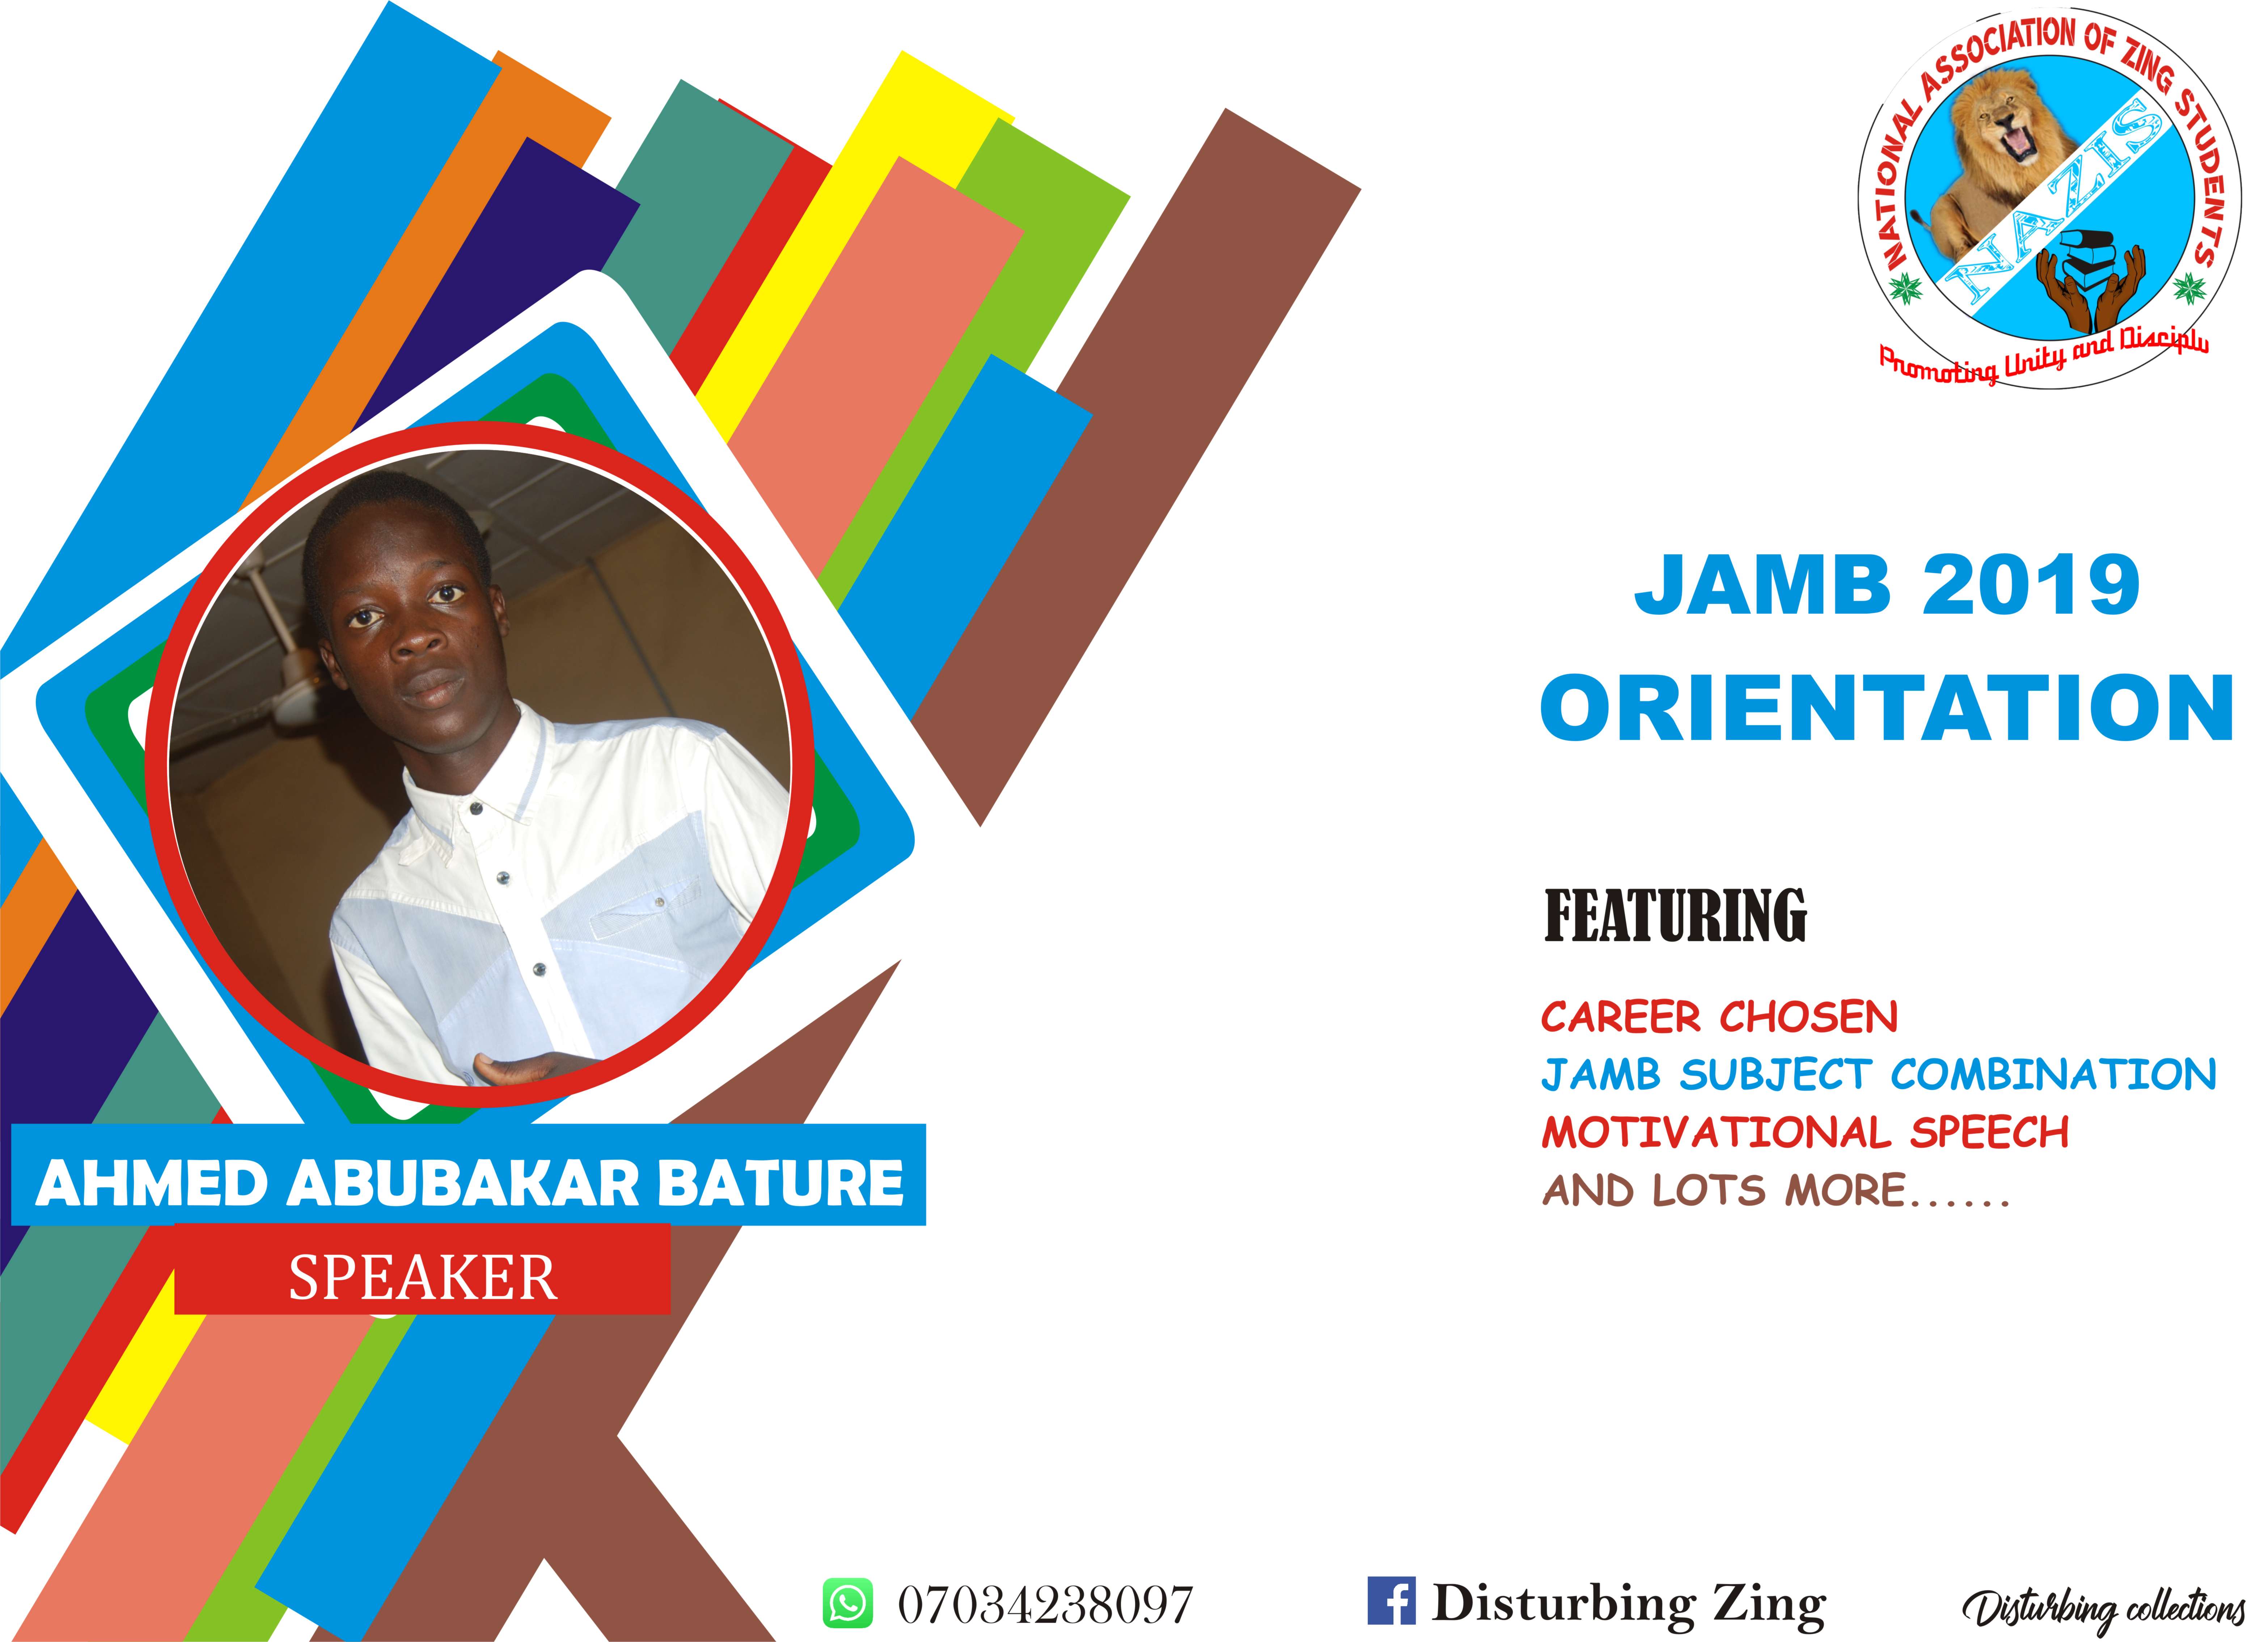 NATIONAL ASSOCIATION OF ZING STUDENTS
NAZIS
Promoting Unity and Disciplu
JAMB 2019
ORIENTATION
FEATURING
CAREER CHOSEN
JAMB SUBJECT COMBINATION
MOTIVATIONAL SPEECH
AND LOTS MORE......
AHMED ABUBAKAR BATURE
SPEAKER
07034238097
Disturbing Zing
Disturbing collections